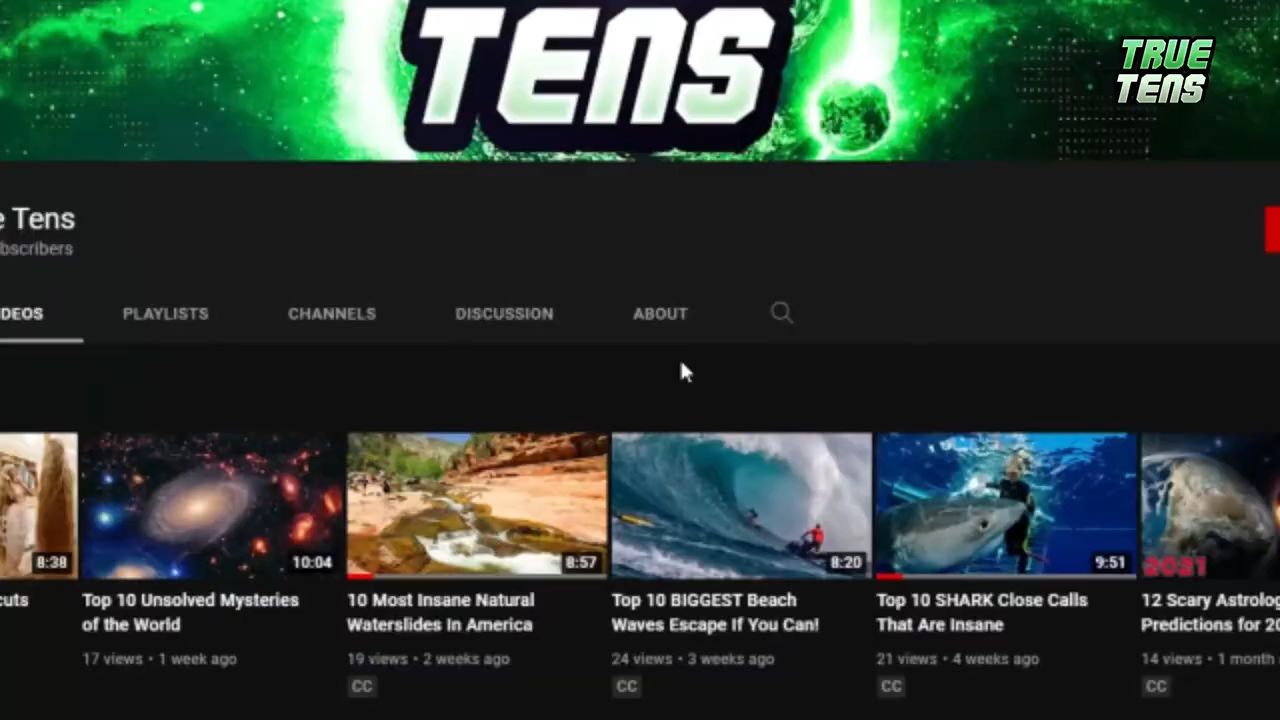 TENS
TRUE
TENS
e Tens
bscribers
DEOS
PLAYLISTS
CHANNELS
DISCUSSION
ABOUT
8:38
10:04
8:57
8:20
9:51
2021
cuts
Top 10 Unsolved Mysteries
of the World
17 views • 1 week ago
10 Most Insane Natural
Waterslides In America
19 views • 2 weeks ago
CC
Top 10 BIGGEST Beach
Waves Escape If You Can!
24 views • 3 weeks ago
CC
Top 10 SHARK Close Calls
That Are Insane
21 views • 4 weeks ago
CC
12 Scary Astrolog
Predictions for 20
14 views • 1 month
CC